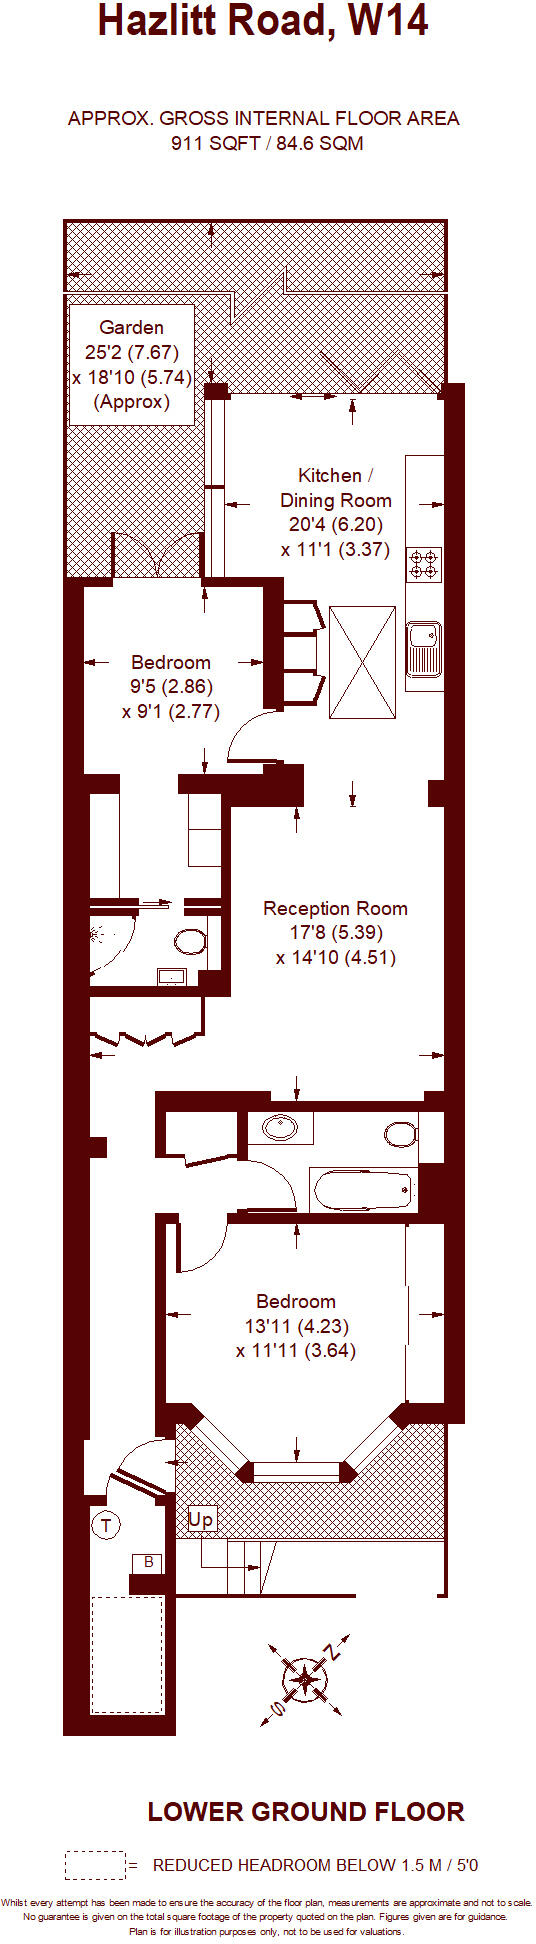 Hazlitt Road, W14
APPROX. GROSS INTERNAL FLOOR AREA
911 SQFT / 84.6 SQM
Garden
25'2 (7.67)
x 18'10 (5.74)
(Approx)
Kitchen /
Dining Room
20'4 (6.20)
x 11'1 (3.37)
Bedroom
9'5 (2.86)
x 9'1 (2.77)
Reception Room
17'8 (5.39)
x 14'10 (4.51)
Bedroom
13'11 (4.23)
x 11'11 (3.64)
Up
T
B
N
S
LOWER GROUND FLOOR
= REDUCED HEADROOM BELOW 1.5 M / 5'0
Whilst every attempt has been made to ensure the accuracy of the floor plan, measurements are approximate and not to scale.
No guarantee is given on the total square footage of the property quoted on the plan. Figures given are for guidance.
Plan is for illustration purposes only, not to be used for valuations.